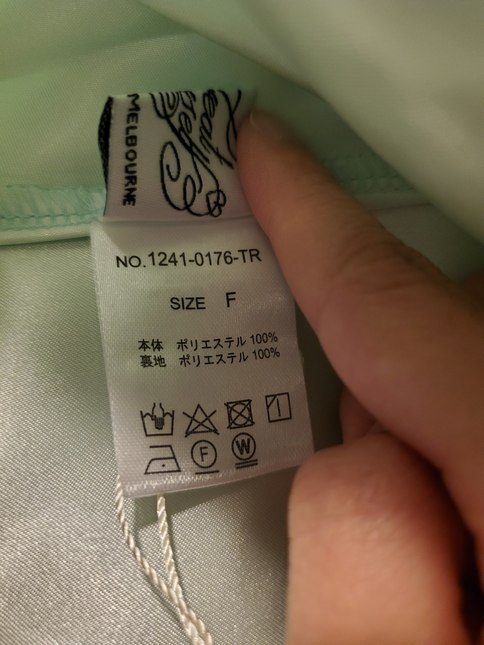 MELBOURNE
NO.1241-0176-TR
SIZE F
本体 ポリエステル 100%
裏地 ポリエステル 100%
F W